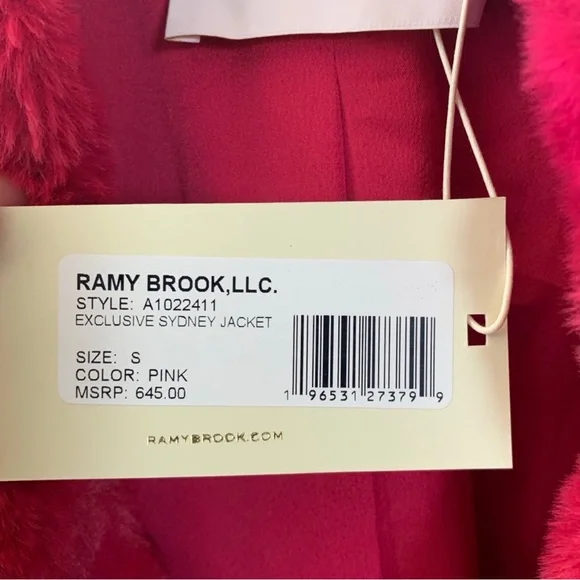 RAMY BROOK,LLC.
STYLE: A1022411
EXCLUSIVE SYDNEY JACKET
SIZE: S
COLOR: PINK
MSRP: 645.00
1 96531 27379 9
RAMYBROOK.COM